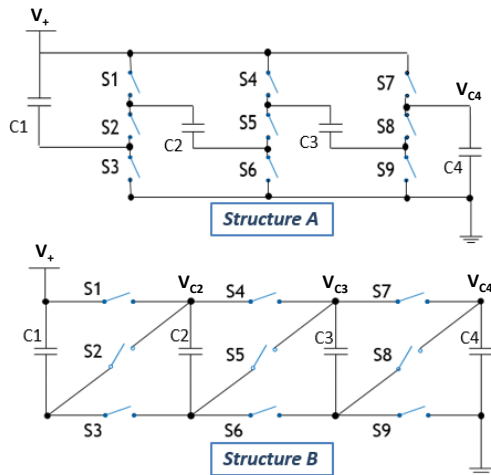 V+
S1 S4 S7
VC4
C1 S2 C2 S5 C3 S8
S3 S6 S9 C4
Structure A
V+
S1 VC2 S4 VC3 S7 VC4
C1 S2 C2 S5 C3 S8 C4
S3 S6 S9
Structure B